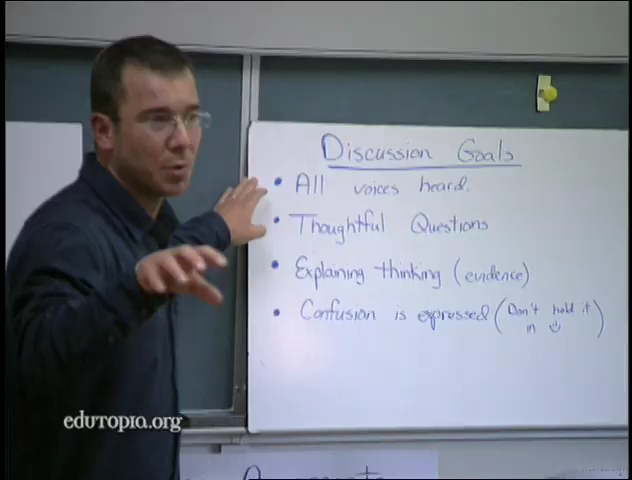 Discussion Goals
• All voices heard.
• Thoughtful Questions
• Explaining thinking (evidence)
• Confusion is expressed (Don't hold it
in ☺)
edutopia.org